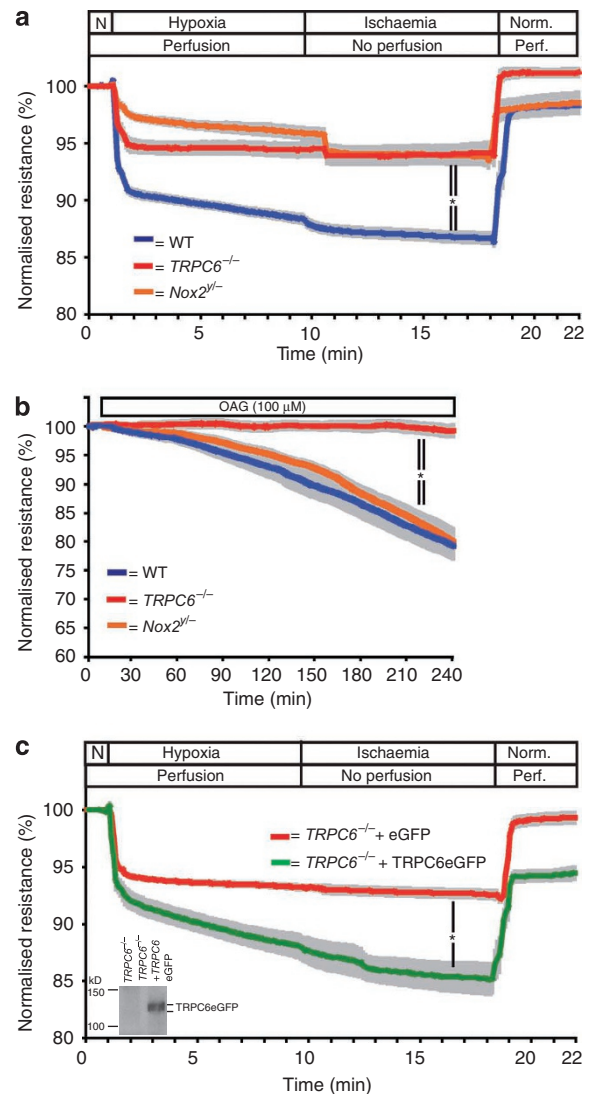 a
N Hypoxia Ischaemia Norm.
Perfusion No perfusion Perf.
Normalised resistance (%)
100
95
90
85
80
*
= WT
= TRPC6–/–
= Nox2y/–
0 5 10 15 20 22
Time (min)
b
OAG (100 μM)
Normalised resistance (%)
100
95
90
85
80
75
70
65
60
*
= WT
= TRPC6–/–
= Nox2y/–
0 30 60 90 120 150 180 210 240
Time (min)
c
N Hypoxia Ischaemia Norm.
Perfusion No perfusion Perf.
Normalised resistance (%)
100
95
90
85
80
= TRPC6–/– + eGFP
= TRPC6–/– + TRPC6eGFP
*
kD
150
100
TRPC6–/–
TRPC6–/–
+TRPC6
eGFP
TRPC6eGFP
0 5 10 15 20 22
Time (min)